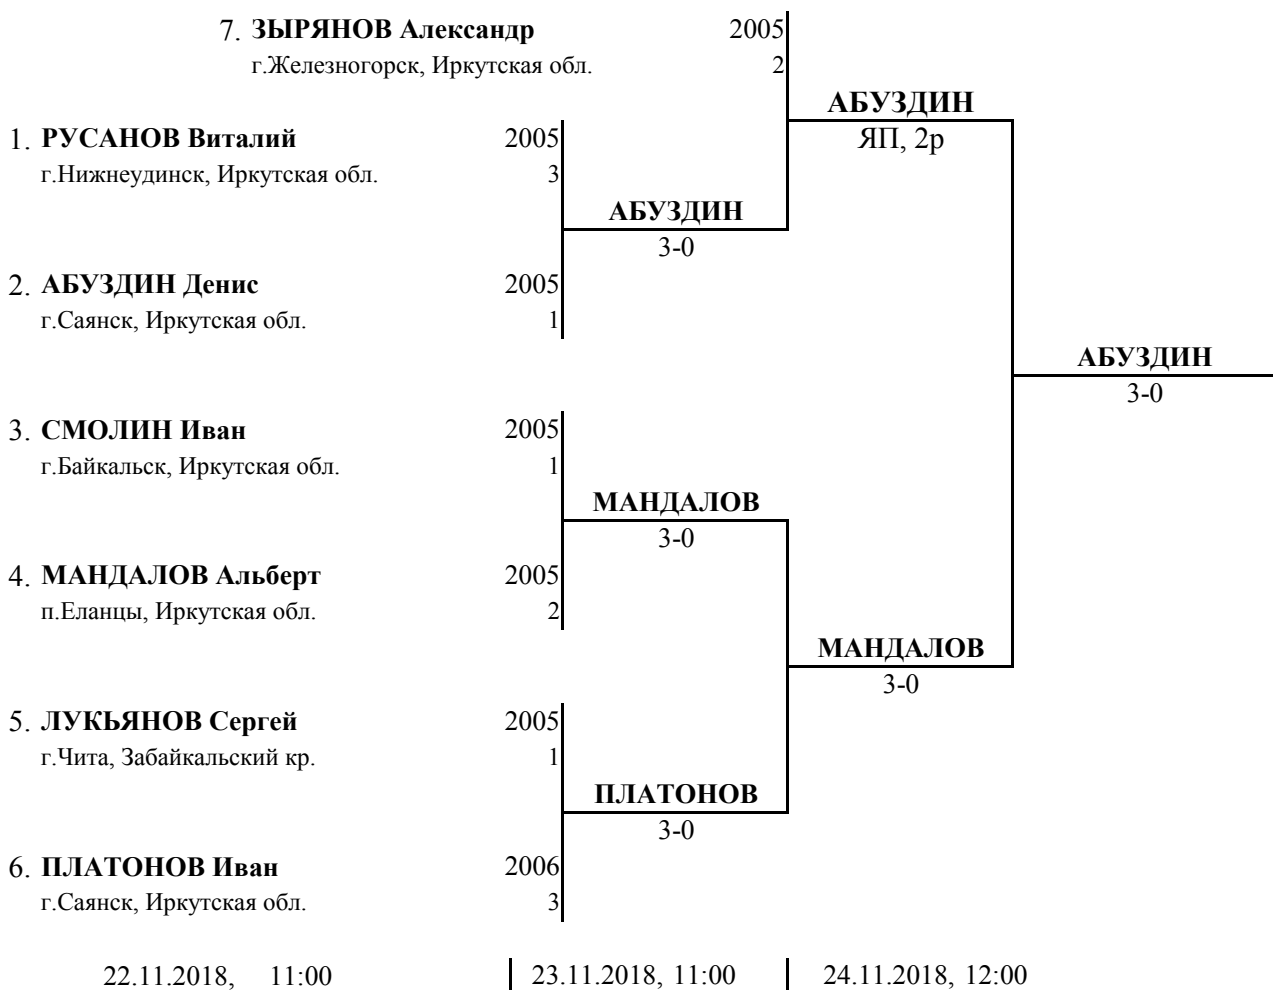 7. ЗЫРЯНОВ Александр 2005
г.Железногорск, Иркутская обл. 2
АБУЗДИН
ЯП, 2р
1. РУСАНОВ Виталий 2005
г.Нижнеудинск, Иркутская обл. 3
АБУЗДИН
3-0
2. АБУЗДИН Денис 2005
г.Саянск, Иркутская обл. 1
АБУЗДИН
3-0
3. СМОЛИН Иван 2005
г.Байкальск, Иркутская обл. 1
МАНДАЛОВ
3-0
4. МАНДАЛОВ Альберт 2005
п.Еланцы, Иркутская обл. 2
МАНДАЛОВ
3-0
5. ЛУКЬЯНОВ Сергей 2005
г.Чита, Забайкальский кр. 1
ПЛАТОНОВ
3-0
6. ПЛАТОНОВ Иван 2006
г.Саянск, Иркутская обл. 3
22.11.2018, 11:00 23.11.2018, 11:00 24.11.2018, 12:00